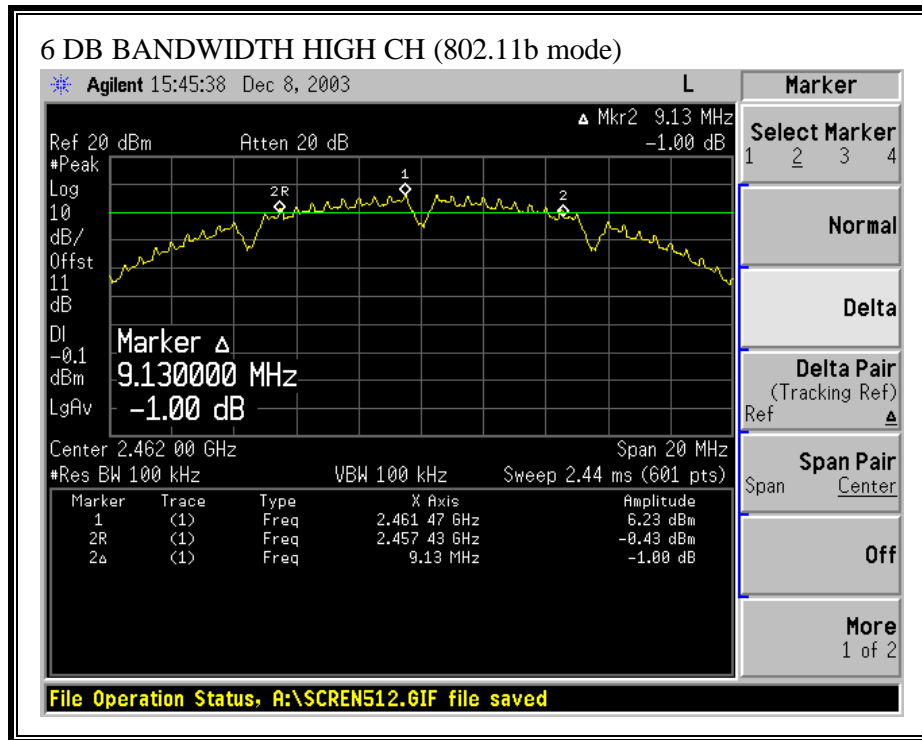 6 DB BANDWIDTH HIGH CH (802.11b mode)
Agilent 15:45:38 Dec 8, 2003 L
Marker
Δ Mkr2 9.13 MHz
Ref 20 dBm Atten 20 dB -1.00 dB
#Peak
Log
10
dB/
Offst
11
dB
DI
-0.1
dBm
LgAv
2R
1
2
Marker Δ
9.130000 MHz
-1.00 dB
Center 2.462 00 GHz Span 20 MHz
#Res BW 100 kHz VBW 100 kHz Sweep 2.44 ms (601 pts)
Marker Trace Type X Axis Amplitude
1 (1) Freq 2.461 47 GHz 6.23 dBm
2R (1) Freq 2.457 43 GHz -0.43 dBm
2Δ (1) Freq 9.13 MHz -1.00 dB
Select Marker
1 2 3 4
Normal
Delta
Delta Pair
(Tracking Ref)
Ref Δ
Span Pair
Span Center
Off
More
1 of 2
File Operation Status, A:\SCREN512.GIF file saved